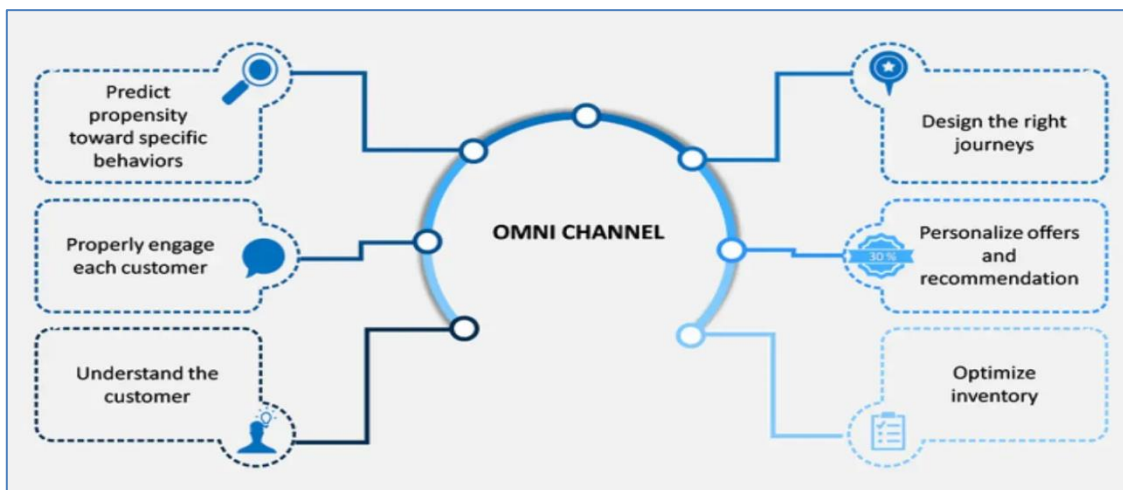 Predict
propensity
toward specific
behaviors
Properly engage
each customer
Understand the
customer
OMNI CHANNEL
Design the right
journeys
30 %
Personalize offers
and
recommendation
Optimize
inventory